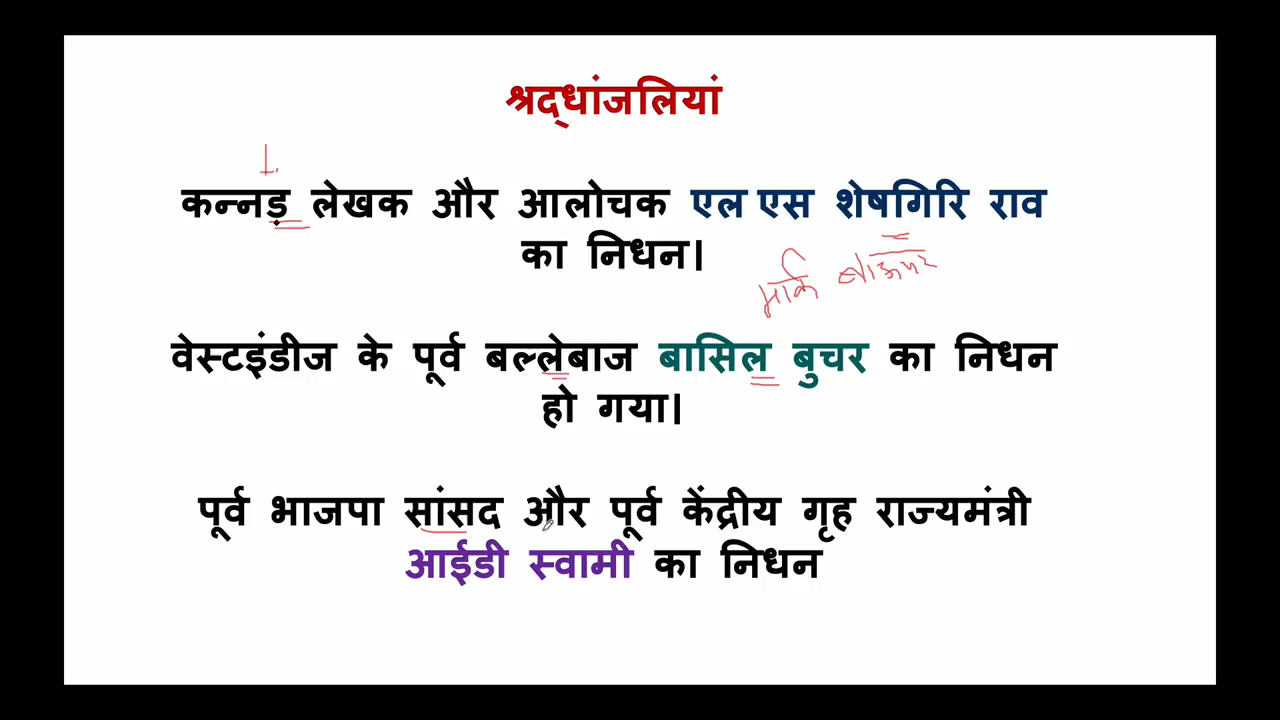 श्रद्धांजलियां
कन्नड़ लेखक और आलोचक एल एस शेषगिरि राव
का निधन।
मार्क बाऊचर
वेस्टइंडीज के पूर्व बल्लेबाज बासिल बुचर का निधन
हो गया।
पूर्व भाजपा सांसद और पूर्व केंद्रीय गृह राज्यमंत्री
आईडी स्वामी का निधन